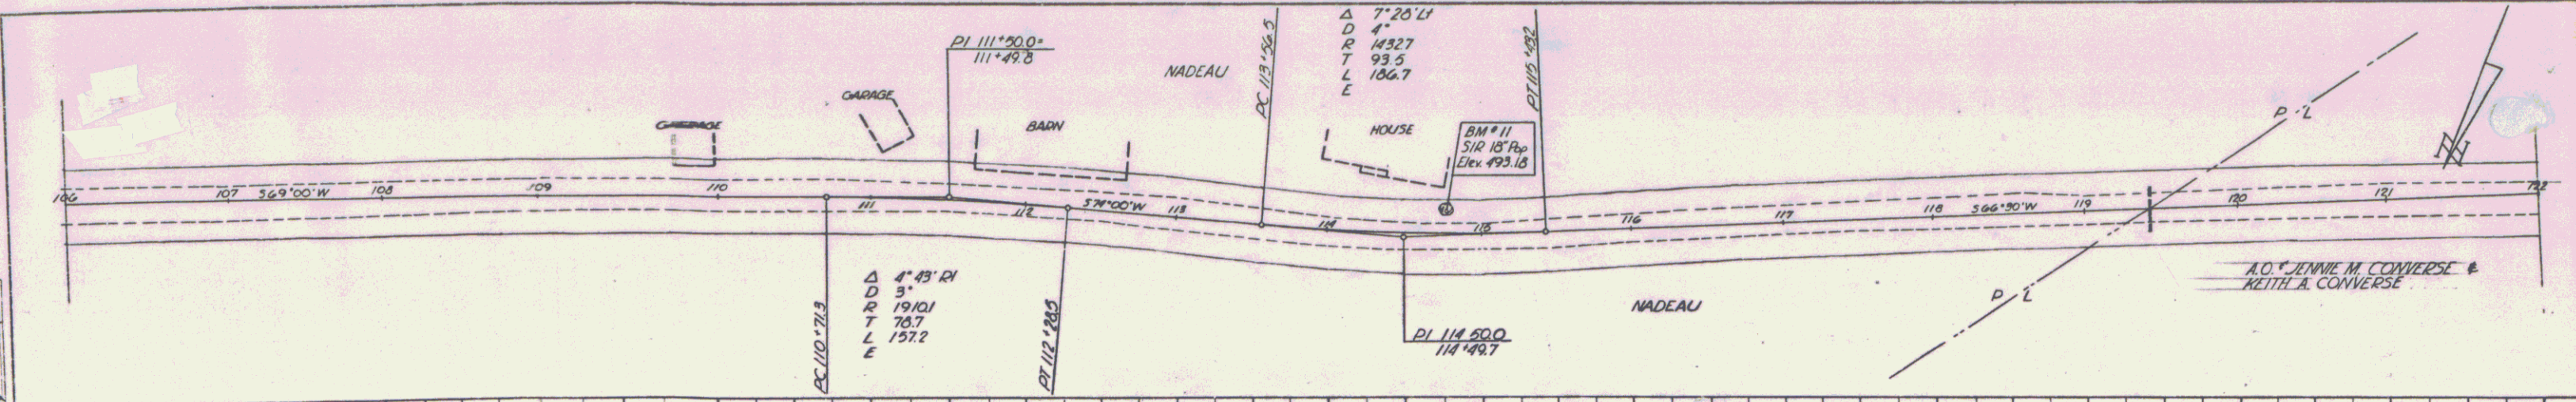 Δ 7°28' Lt
D 4°
R 1432.7
T 93.5
L 186.7
E
PI 111+50.0=
111+49.8
NADEAU
PC 113+56.5
PT 115+43.2
GARAGE
GARAGE
BARN
HOUSE
BM #11
SIR 18" Pop
Elev. 493.18
P L
N
106
107
S69°00'W
108
109
110
111
112
S74°00'W
113
114
115
116
117
118
S66°30'W
119
120
121
122
Δ 4°43' Rt
D 3°
R 1910.1
T 78.7
L 157.2
E
PC 110+71.3
PT 112+28.5
PI 114 50.0
114+49.7
NADEAU
P L
A.O. & JENNIE M. CONVERSE &
KEITH A. CONVERSE